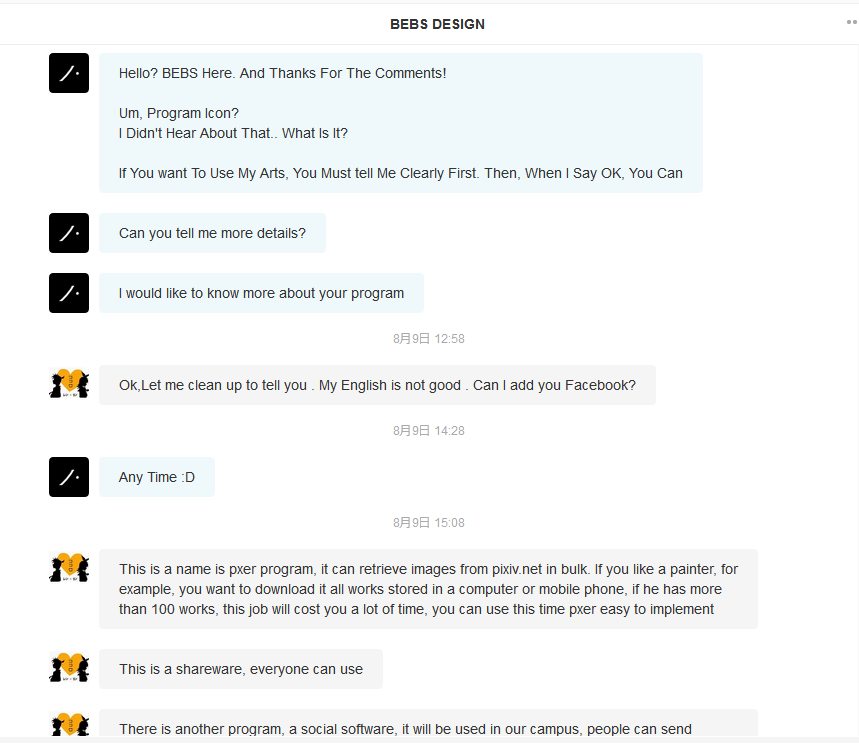 BEBS DESIGN
Hello? BEBS Here. And Thanks For The Comments!
Um, Program Icon?
I Didn't Hear About That.. What Is It?
If You want To Use My Arts, You Must tell Me Clearly First. Then, When I Say OK, You Can
Can you tell me more details?
I would like to know more about your program
8月9日 12:58
Ok,Let me clean up to tell you . My English is not good . Can I add you Facebook?
8月9日 14:28
Any Time :D
8月9日 15:08
This is a name is pxer program, it can retrieve images from pixiv.net in bulk. If you like a painter, for
example, you want to download it all works stored in a computer or mobile phone, if he has more
than 100 works, this job will cost you a lot of time, you can use this time pxer easy to implement
This is a shareware, everyone can use
There is another program, a social software, it will be used in our campus, people can send